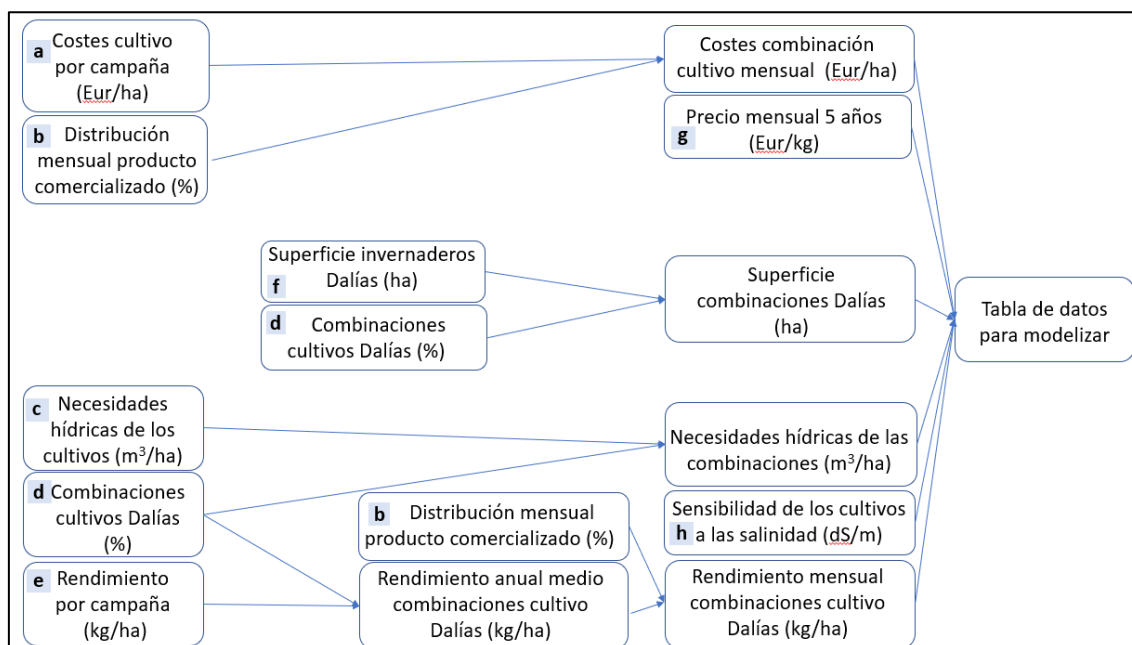 a Costes cultivo
por campaña
(Eur/ha)
b Distribución
mensual producto
comercializado (%)
Costes combinación
cultivo mensual (Eur/ha)
Precio mensual 5 años
g (Eur/kg)
Superficie invernaderos
f Dalías (ha)
d Combinaciones
cultivos Dalías (%)
Superficie
combinaciones Dalías
(ha)
Tabla de datos
para modelizar
c Necesidades
hídricas de los
cultivos (m³/ha)
d Combinaciones
cultivos Dalías
(%)
e Rendimiento
por campaña
(kg/ha)
b Distribución mensual
producto comercializado (%)
Rendimiento anual medio
combinaciones cultivo
Dalías (kg/ha)
Necesidades hídricas de las
combinaciones (m³/ha)
Sensibilidad de los cultivos
h a las salinidad (dS/m)
Rendimiento mensual
combinaciones cultivo
Dalías (kg/ha)